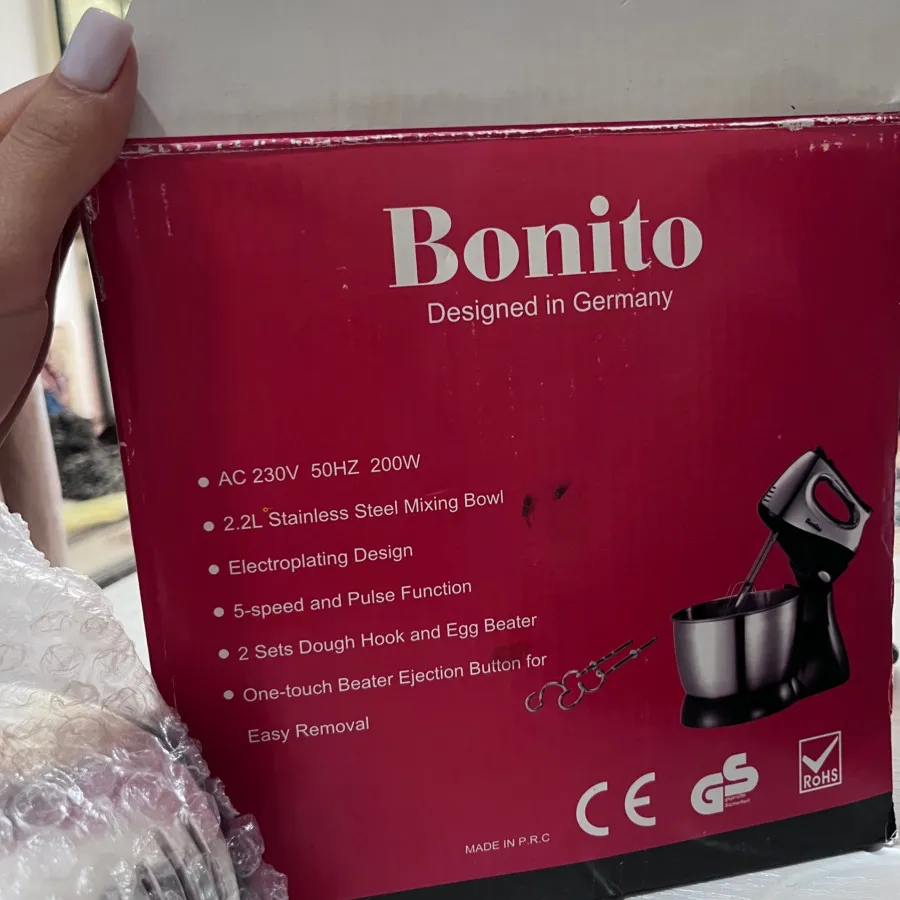 Bonito
Designed in Germany
● AC 230V 50HZ 200W
● 2.2L Stainless Steel Mixing Bowl
● Electroplating Design
● 5-speed and Pulse Function
● 2 Sets Dough Hook and Egg Beater
● One-touch Beater Ejection Button for
Easy Removal
Bonito
MADE IN P.R.C
CE
GS
RoHS